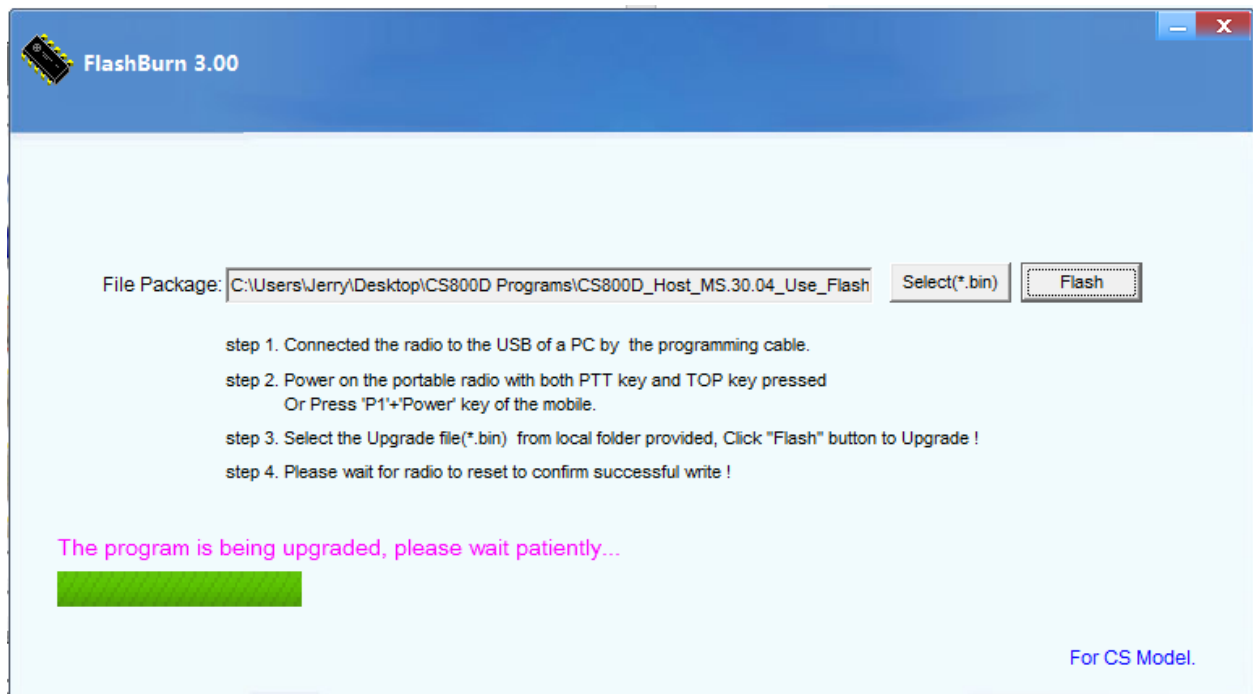 X
FlashBurn 3.00
File Package: C:\Users\Jerry\Desktop\CS800D Programs\CS800D_Host_MS.30.04_Use_Flash Select(*.bin) Flash
step 1. Connected the radio to the USB of a PC by the programming cable.
step 2. Power on the portable radio with both PTT key and TOP key pressed
Or Press 'P1'+'Power' key of the mobile.
step 3. Select the Upgrade file(*.bin) from local folder provided, Click "Flash" button to Upgrade !
step 4. Please wait for radio to reset to confirm successful write !
The program is being upgraded, please wait patiently...
For CS Model.